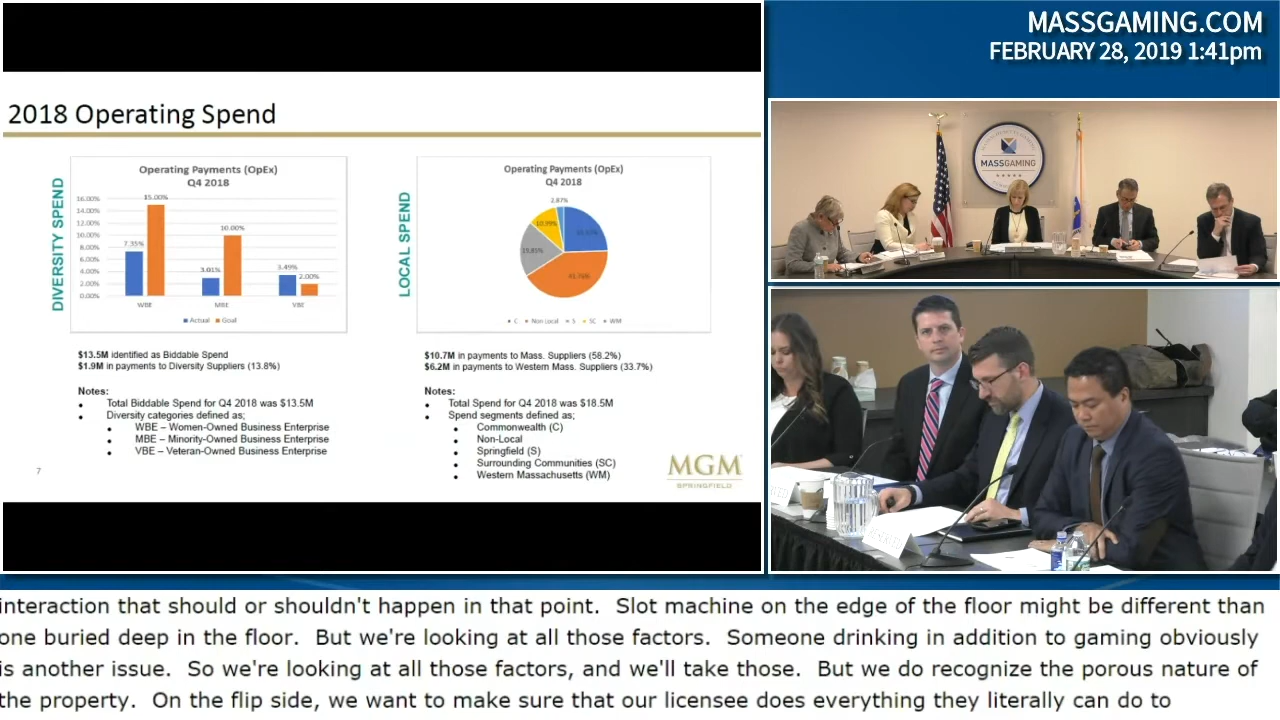 MASSGAMING.COM
FEBRUARY 28, 2019 1:41pm
2018 Operating Spend
DIVERSITY SPEND
Operating Payments (OpEx)
Q4 2018
16.00%
14.00%
12.00%
10.00%
8.00%
6.00%
4.00%
2.00%
0.00%
7.35%
15.00%
3.01%
10.00%
3.49%
2.00%
WBE
MBE
VBE
Actual
Goal
LOCAL SPEND
Operating Payments (OpEx)
Q4 2018
2.87%
10.99%
41.76%
C
Non Local
S
SC
WM
$13.5M identified as Biddable Spend
$1.9M in payments to Diversity Suppliers (13.8%)
Notes:
Total Biddable Spend for Q4 2018 was $13.5M
Diversity categories defined as;
WBE – Women-Owned Business Enterprise
MBE – Minority-Owned Business Enterprise
VBE – Veteran-Owned Business Enterprise
$10.7M in payments to Mass. Suppliers (58.2%)
$6.2M in payments to Western Mass. Suppliers (33.7%)
Notes:
Total Spend for Q4 2018 was $18.5M
Spend segments defined as;
Commonwealth (C)
Non-Local
Springfield (S)
Surrounding Communities (SC)
Western Massachusetts (WM)
7
MGM
SPRINGFIELD
MASSGAMING
interaction that should or shouldn't happen in that point.  Slot machine on the edge of the floor might be different than
one buried deep in the floor.  But we're looking at all those factors.  Someone drinking in addition to gaming obviously
is another issue.  So we're looking at all those factors, and we'll take those.  But we do recognize the porous nature of
the property.  On the flip side, we want to make sure that our licensee does everything they literally can do to